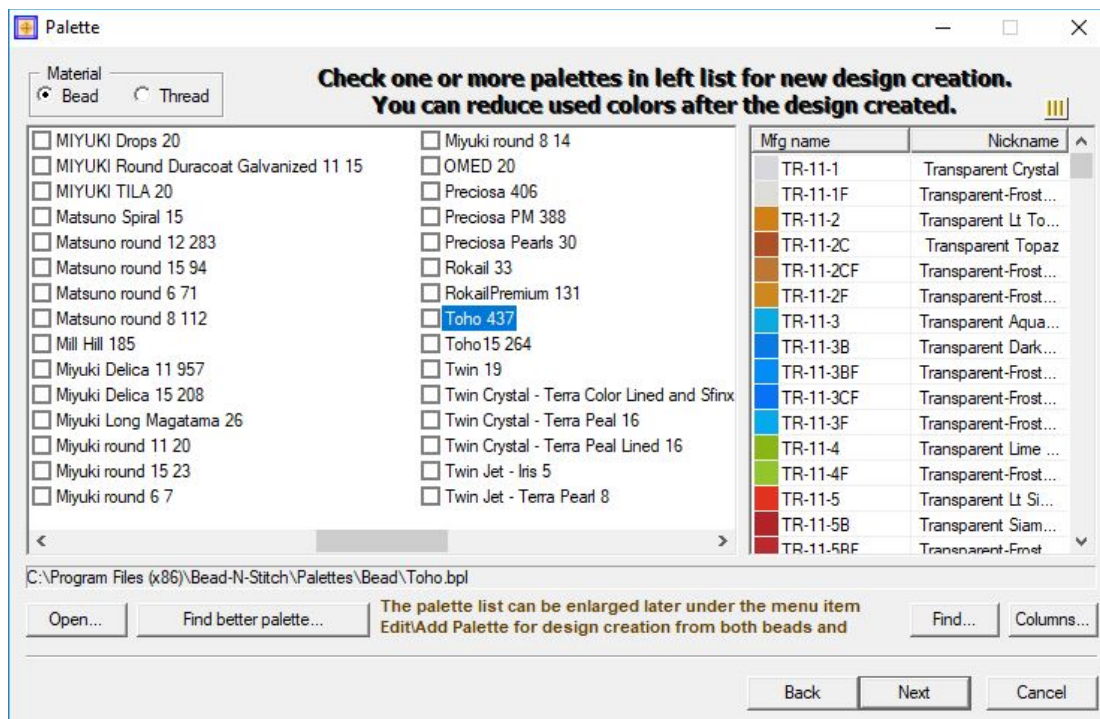 Palette
Material
Bead
Thread
Check one or more palettes in left list for new design creation.
You can reduce used colors after the design created.
MIYUKI Drops 20
MIYUKI Round Duracoat Galvanized 11 15
MIYUKI TILA 20
Matsuno Spiral 15
Matsuno round 12 283
Matsuno round 15 94
Matsuno round 6 71
Matsuno round 8 112
Mill Hill 185
Miyuki Delica 11 957
Miyuki Delica 15 208
Miyuki Long Magatama 26
Miyuki round 11 20
Miyuki round 15 23
Miyuki round 6 7
Miyuki round 8 14
OMED 20
Preciosa 406
Preciosa PM 388
Preciosa Pearls 30
Rokail 33
RokailPremium 131
Toho 437
Toho15 264
Twin 19
Twin Crystal - Terra Color Lined and Sfinx
Twin Crystal - Terra Peal 16
Twin Crystal - Terra Peal Lined 16
Twin Jet - Iris 5
Twin Jet - Terra Pearl 8
Mfg name Nickname
TR-11-1 Transparent Crystal
TR-11-1F Transparent-Frost...
TR-11-2 Transparent Lt To...
TR-11-2C Transparent Topaz
TR-11-2CF Transparent-Frost...
TR-11-2F Transparent-Frost...
TR-11-3 Transparent Aqua...
TR-11-3B Transparent Dark...
TR-11-3BF Transparent-Frost...
TR-11-3CF Transparent-Frost...
TR-11-3F Transparent-Frost...
TR-11-4 Transparent Lime ...
TR-11-4F Transparent-Frost...
TR-11-5 Transparent Lt Si...
TR-11-5B Transparent Siam...
TR-11-5BF Transparent-Frost
C:\Program Files (x86)\Bead-N-Stitch\Palettes\Bead\Toho.bpl
Open...
Find better palette...
The palette list can be enlarged later under the menu item
Edit\Add Palette for design creation from both beads and
Find...
Columns...
Back
Next
Cancel